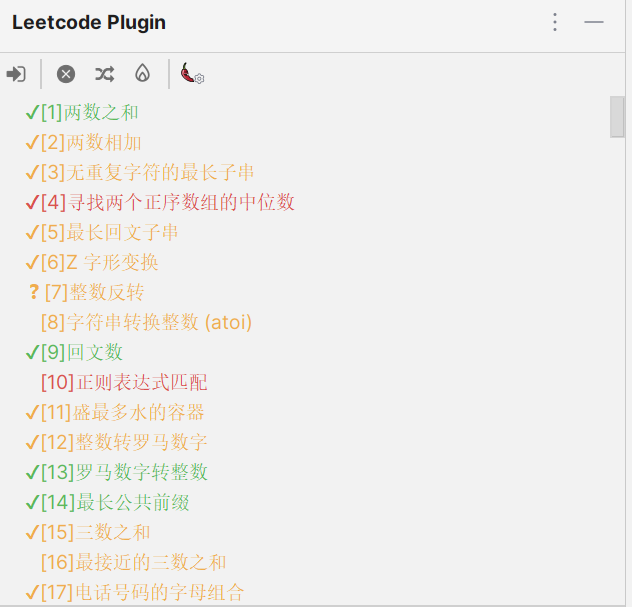 Leetcode Plugin
✔[1]两数之和
✔[2]两数相加
✔[3]无重复字符的最长子串
✔[4]寻找两个正序数组的中位数
✔[5]最长回文子串
✔[6]Z 字形变换
? [7]整数反转
[8]字符串转换整数 (atoi)
✔[9]回文数
[10]正则表达式匹配
✔[11]盛最多水的容器
✔[12]整数转罗马数字
✔[13]罗马数字转整数
✔[14]最长公共前缀
✔[15]三数之和
[16]最接近的三数之和
✔[17]电话号码的字母组合